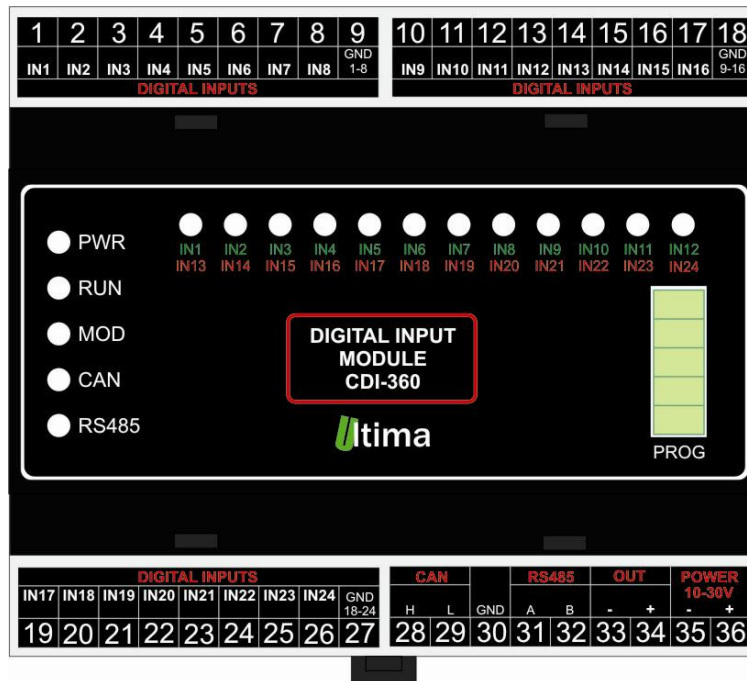 1 2 3 4 5 6 7 8 9
IN1 IN2 IN3 IN4 IN5 IN6 IN7 IN8 GND 1-8
DIGITAL INPUTS
10 11 12 13 14 15 16 17 18
IN9 IN10 IN11 IN12 IN13 IN14 IN15 IN16 GND 9-16
DIGITAL INPUTS
PWR
RUN
MOD
CAN
RS485
IN1 IN2 IN3 IN4 IN5 IN6 IN7 IN8 IN9 IN10 IN11 IN12
IN13 IN14 IN15 IN16 IN17 IN18 IN19 IN20 IN21 IN22 IN23 IN24
DIGITAL INPUT
MODULE
CDI-360
Ultima
PROG
DIGITAL INPUTS
IN17 IN18 IN19 IN20 IN21 IN22 IN23 IN24 GND 18-24
19 20 21 22 23 24 25 26 27
CAN RS485 OUT POWER
10-30V
H L GND A B - + - +
28 29 30 31 32 33 34 35 36